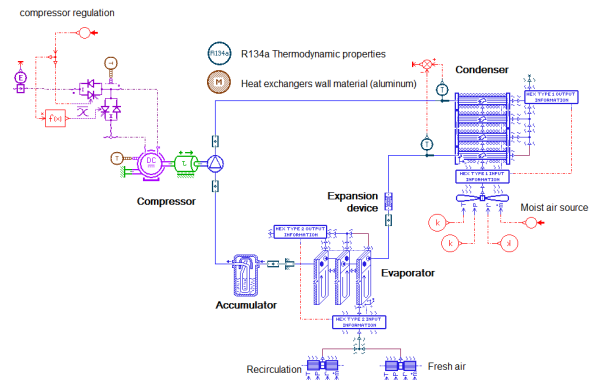 compressor regulation
E
T
R134a
R134a Thermodynamic properties
M
Heat exchangers wall material (aluminum)
Condenser
T
HEX TYPE 1 OUTPUT
INFORMATION
f(x)
T
DC
T
HEX TYPE 1 INPUT
INFORMATION
Compressor
Expansion
device
Moist air source
k
k
k
HEX TYPE 2 OUTPUT
INFORMATION
Evaporator
Accumulator
HEX TYPE 2 INPUT
INFORMATION
Recirculation
Fresh air